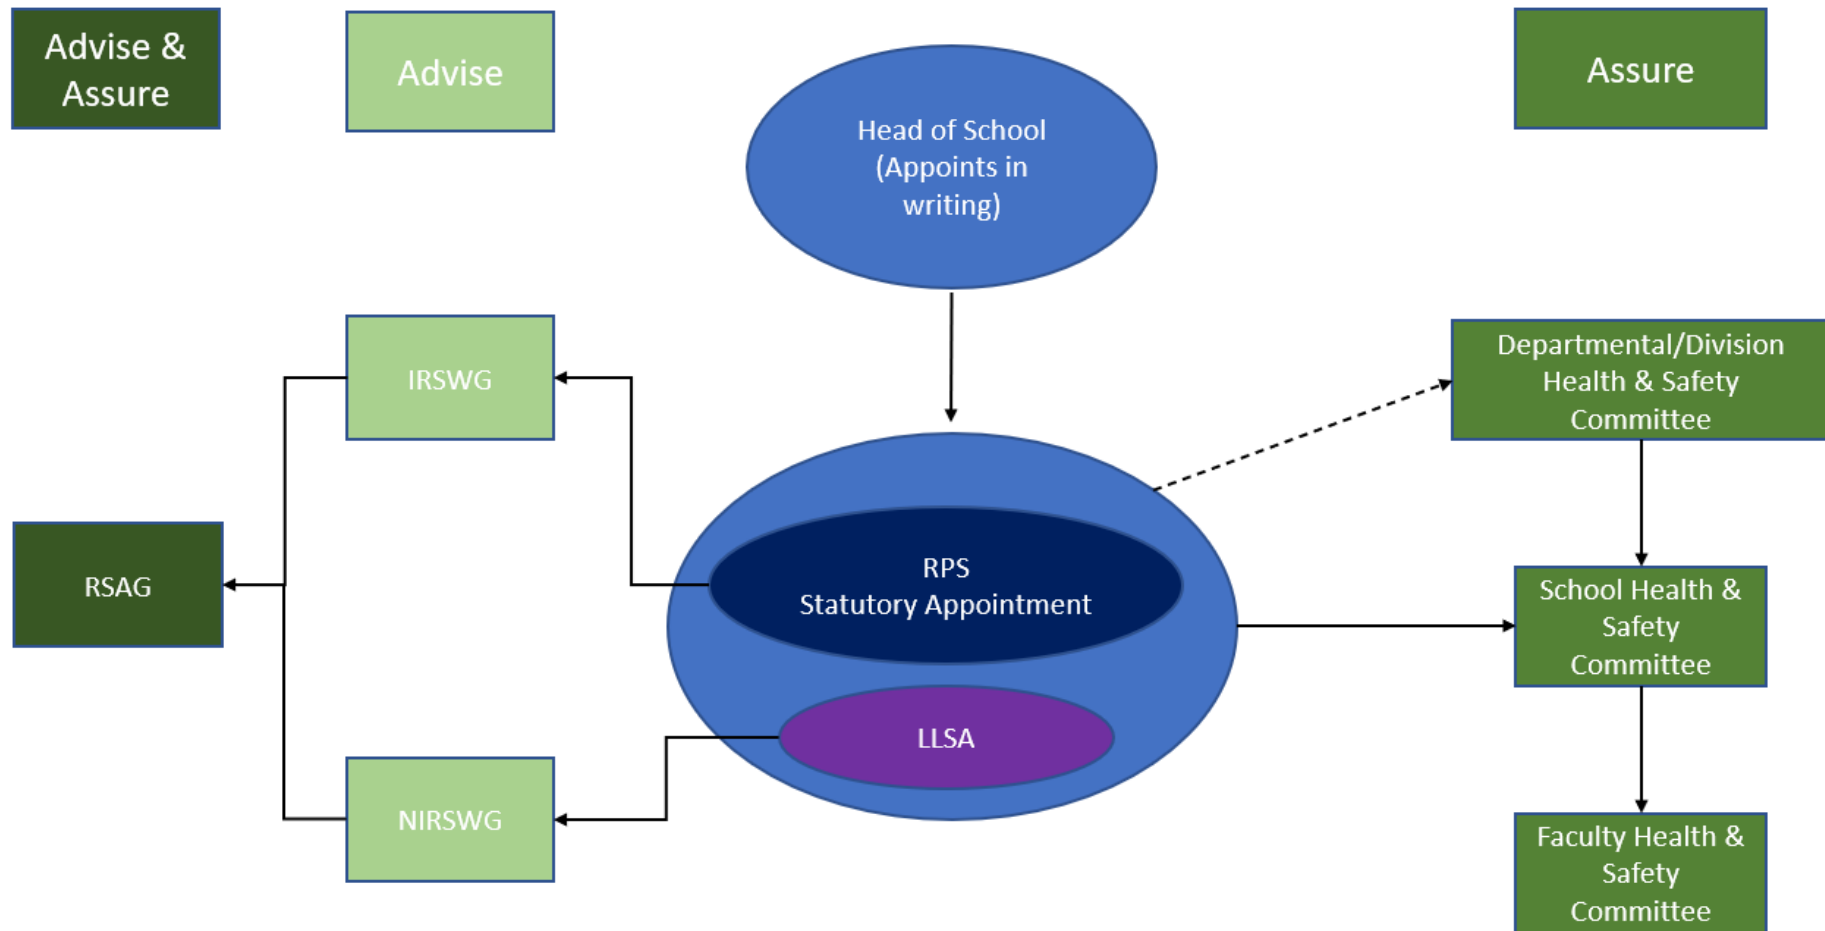 Advise &
Assure
Advise
Assure
Head of School
(Appoints in
writing)
IRSWG
Departmental/Division
Health & Safety
Committee
RSAG
RPS
Statutory Appointment
School Health &
Safety
Committee
LLSA
NIRSWG
Faculty Health &
Safety
Committee